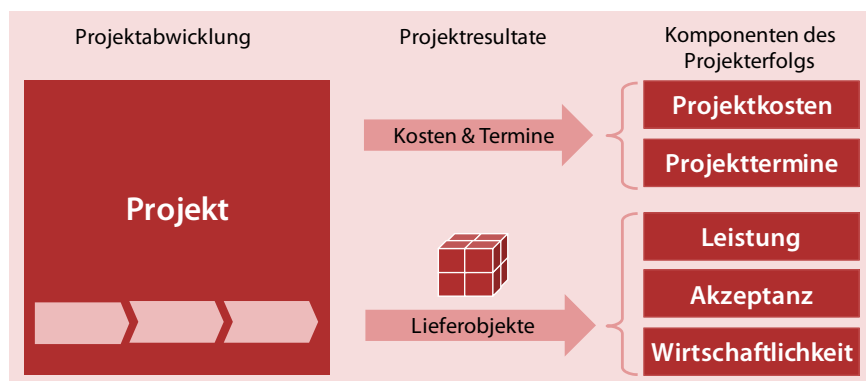 Projektabwicklung
Projektresultate
Komponenten des
Projekterfolgs
Projekt
Kosten & Termine
Projektkosten
Projekttermine
Lieferobjekte
Leistung
Akzeptanz
Wirtschaftlichkeit